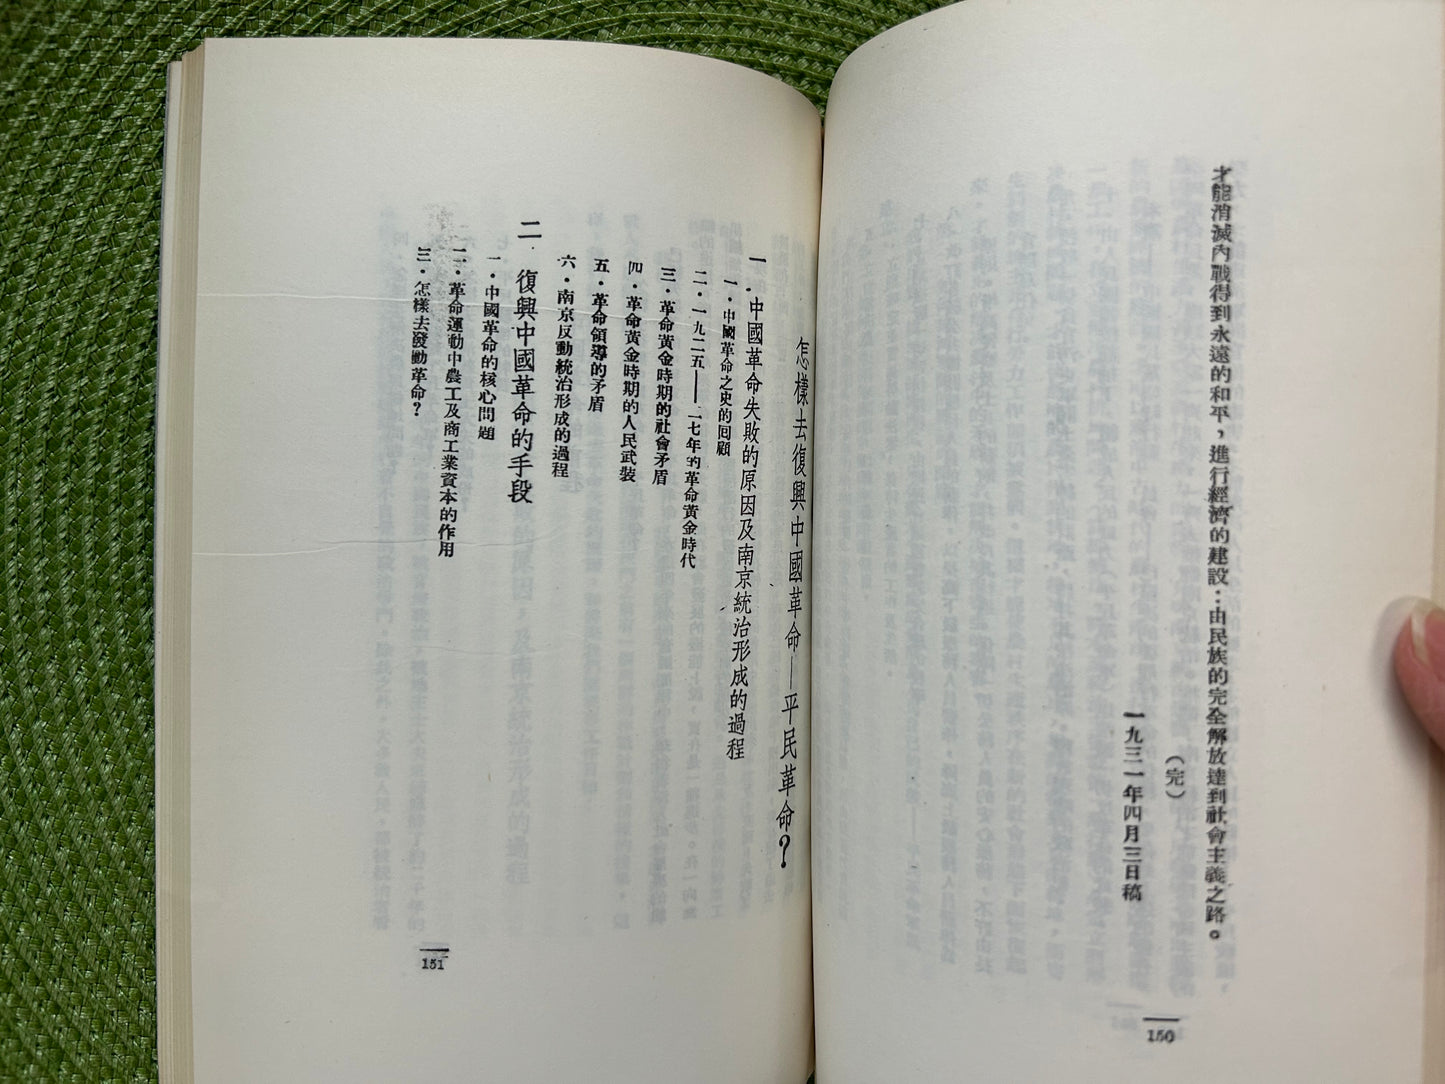 才能消滅內戰得到永遠的和平，進行經濟的建設：由民族的完全解放達到社會主義之路。
（完）
一九三一年四月三日稿
150
怎樣去復興中國革命——平民革命？
一．中國革命失敗的原因及南京統治形成的過程
一．中國革命之史的回顧
二．一九二五——二七年的革命黃金時代
三．革命黃金時期的社會矛盾
四．革命黃金時期的人民武裝
五．革命領導的矛盾
六．南京反動統治形成的過程
二．復興中國革命的手段
一．中國革命的核心問題
二．革命運動中農工及商工業資本的作用
三．怎樣去發動革命？
151